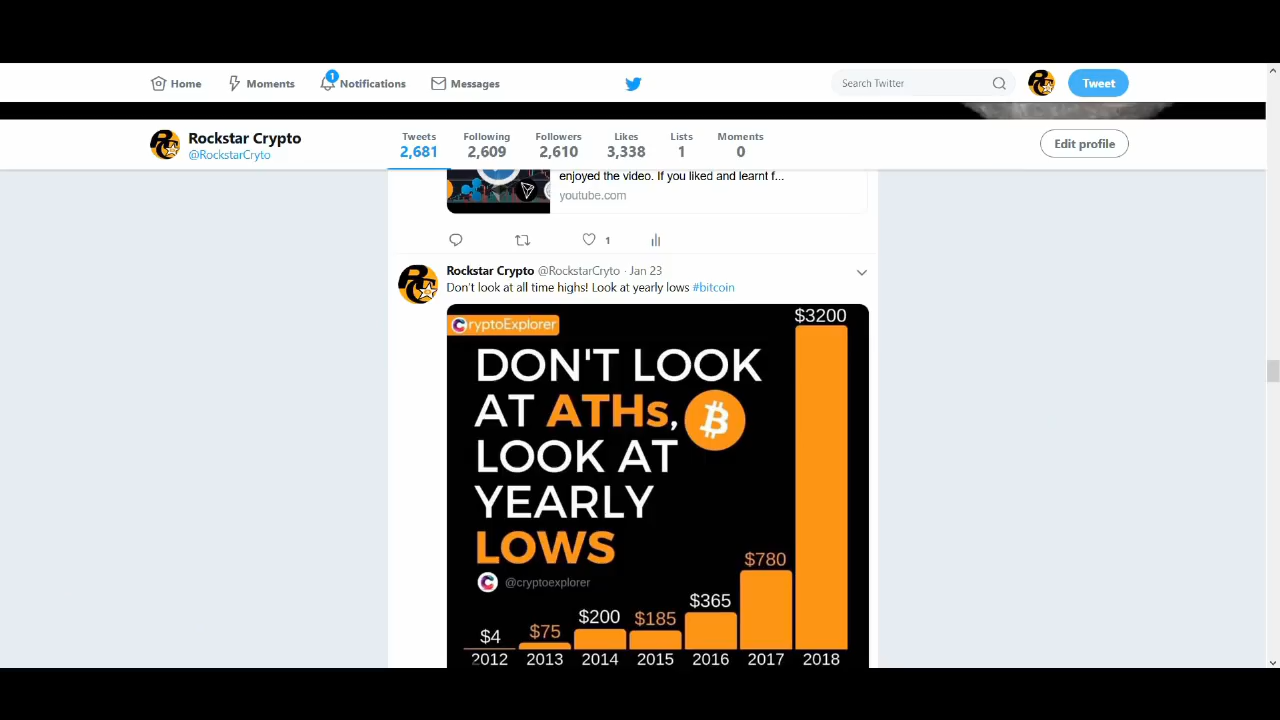 Home Moments 1 Notifications Messages Search Twitter Tweet
Rockstar Crypto
@RockstarCryto
Tweets Following Followers Likes Lists Moments
2,681 2,609 2,610 3,338 1 0
Edit profile
enjoyed the video. If you liked and learnt f...
youtube.com
1
Rockstar Crypto @RockstarCryto · Jan 23
Don't look at all time highs! Look at yearly lows #bitcoin
CryptoExplorer
DON'T LOOK
AT ATHs,
LOOK AT
YEARLY
LOWS
@cryptoexplorer
$4 $75 $200 $185 $365 $780 $3200
2012 2013 2014 2015 2016 2017 2018